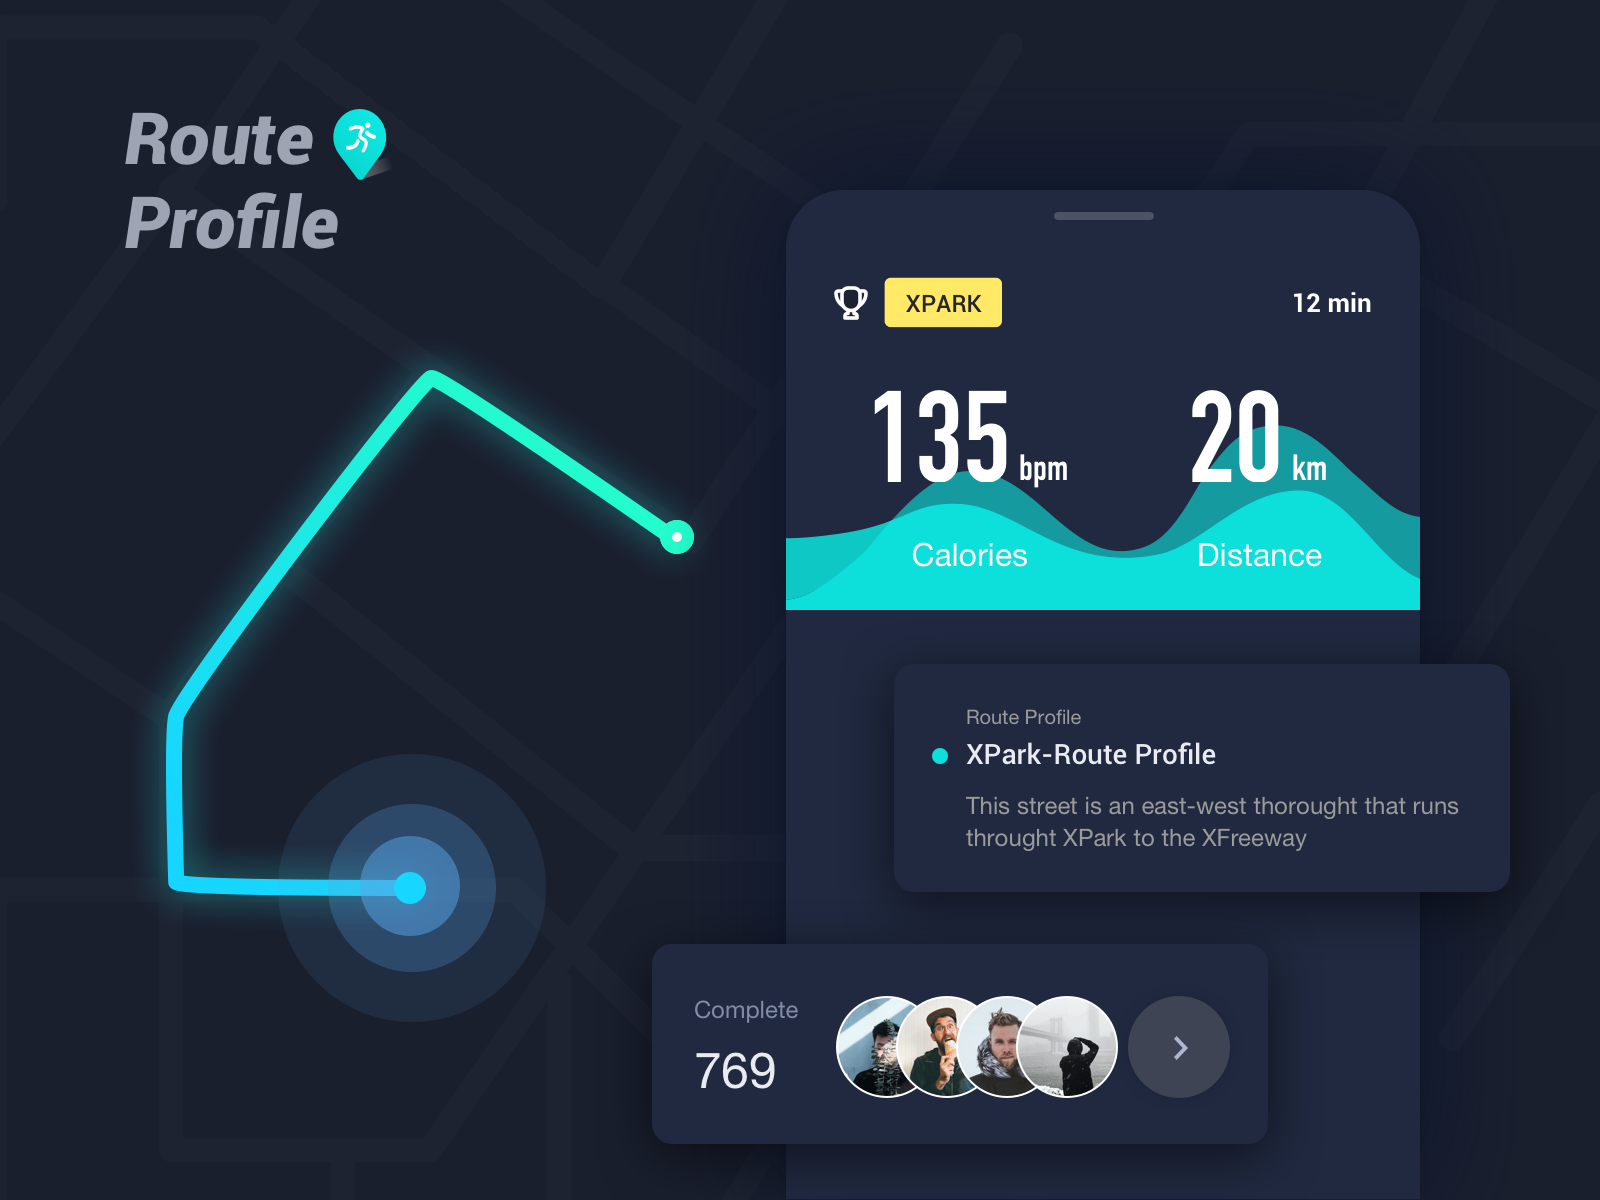 Route
Profile
XPARK
12 min
135 bpm
20 km
Calories
Distance
Route Profile
XPark-Route Profile
This street is an east-west thorought that runs
throught XPark to the XFreeway
Complete
769